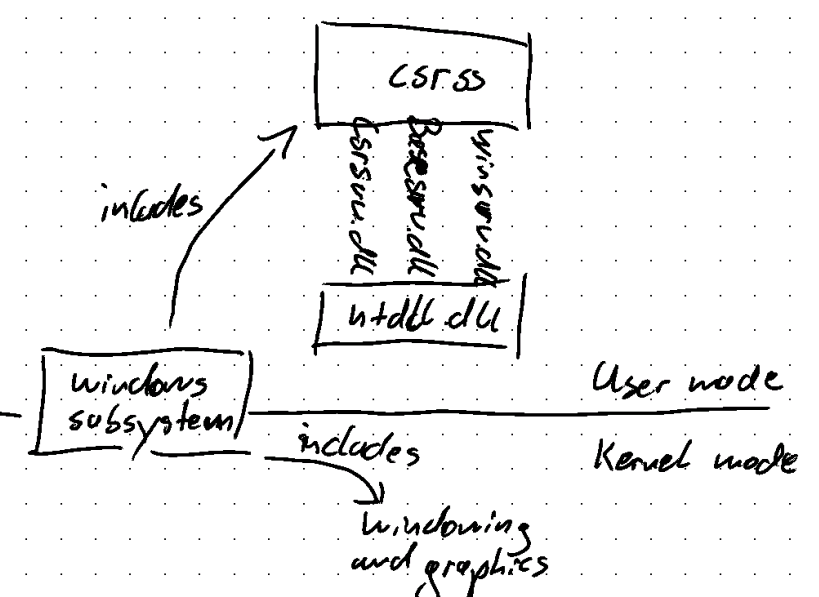 csrss
Csrsrv.dll
Basesrv.dll
winsrv.dll
includes
ntdll.dll
windows
subsystem
User mode
includes
Kernel mode
windowing
and graphics